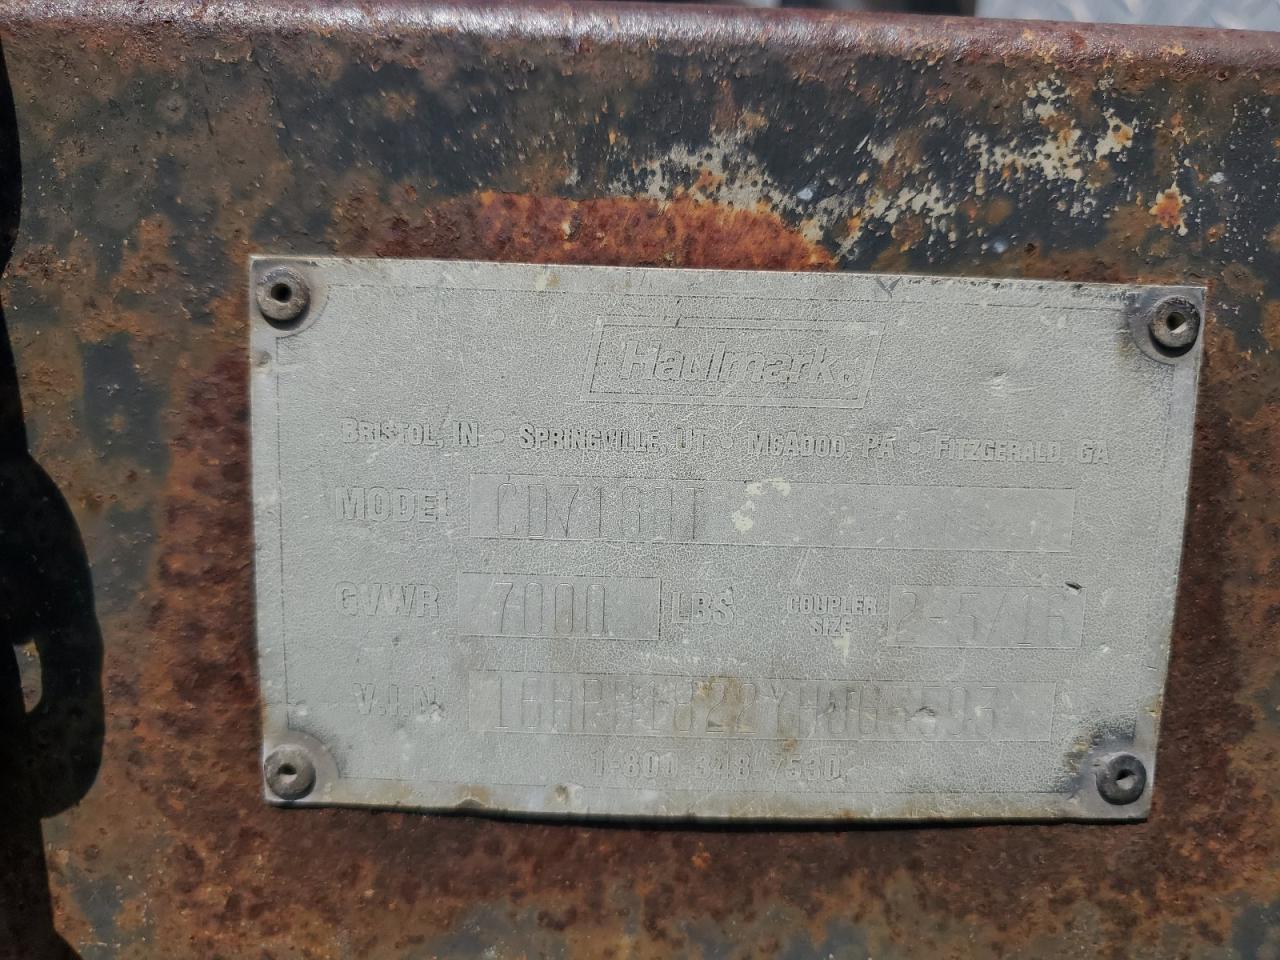 Haulmark®
BRISTOL, IN • SPRINGVILLE, UT • MCADOO, PA • FITZGERALD, GA
MODEL
GVWR 7000 LBS COUPLER SIZE 2-5/16
V.I.N.
1-800-348-7530